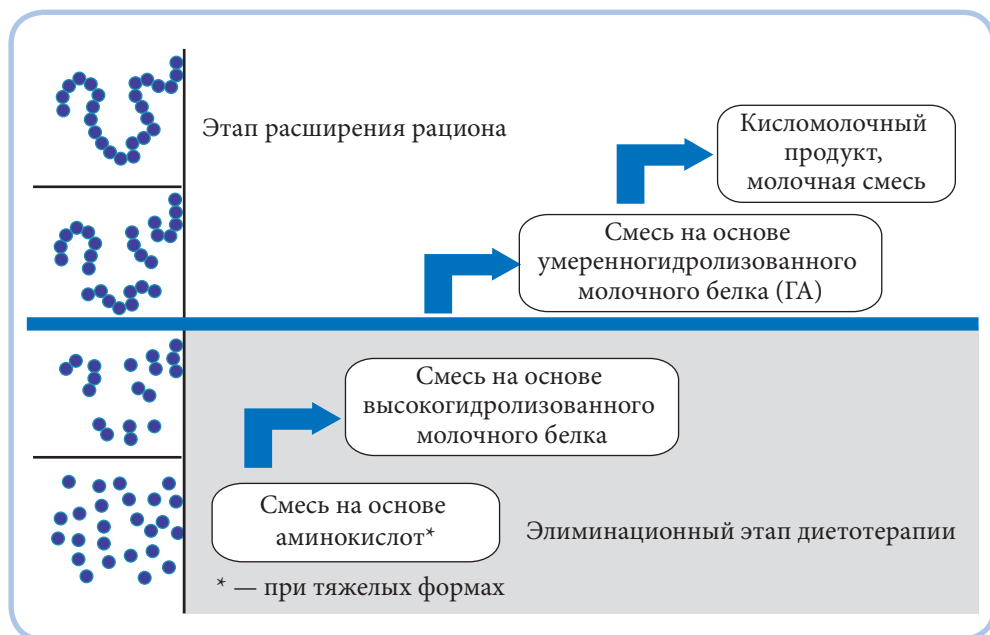 Этап расширения рациона
Кисломолочный
продукт,
молочная смесь
Смесь на основе
умеренногидролизованного
молочного белка (ГА)
Смесь на основе
высокогидролизованного
молочного белка
Смесь на основе
аминокислот*
Элиминационный этап диетотерапии
* — при тяжелых формах